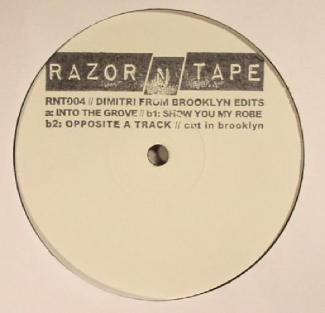 RAZOR N TAPE
RNT004 // DIMITRI FROM BROOKLYN EDITS
a: INTO THE GROVE // b1: SHOW YOU MY ROBE
b2: OPPOSITE A TRACK // cut in brooklyn